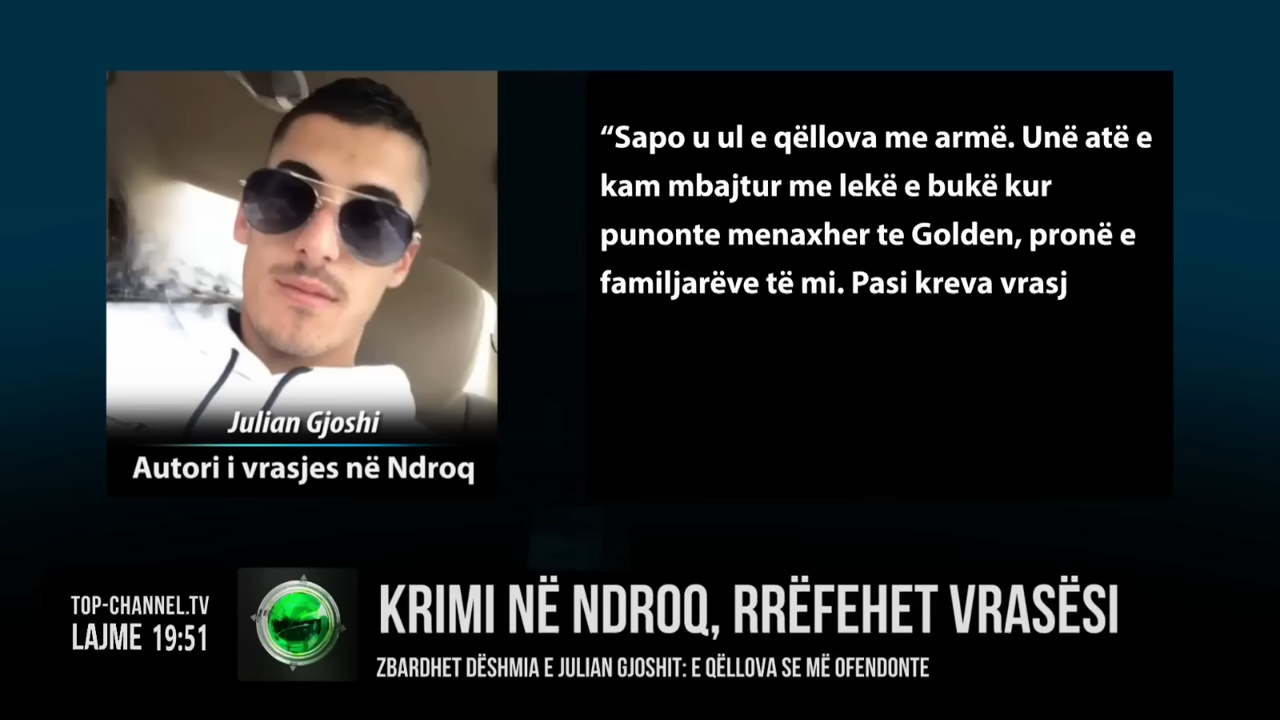 “Sapo u ul e qëllova me armë. Unë atë e
kam mbajtur me lekë e bukë kur
punonte menaxher te Golden, pronë e
familjarëve të mi. Pasi kreva vrasj
Julian Gjoshi
Autori i vrasjes në Ndroq
TOP-CHANNEL.TV
LAJME 19:51
KRIMI NË NDROQ, RRËFEHET VRASËSI
ZBARDHET DËSHMIA E JULIAN GJOSHIT: E QËLLOVA SE MË OFENDONTE